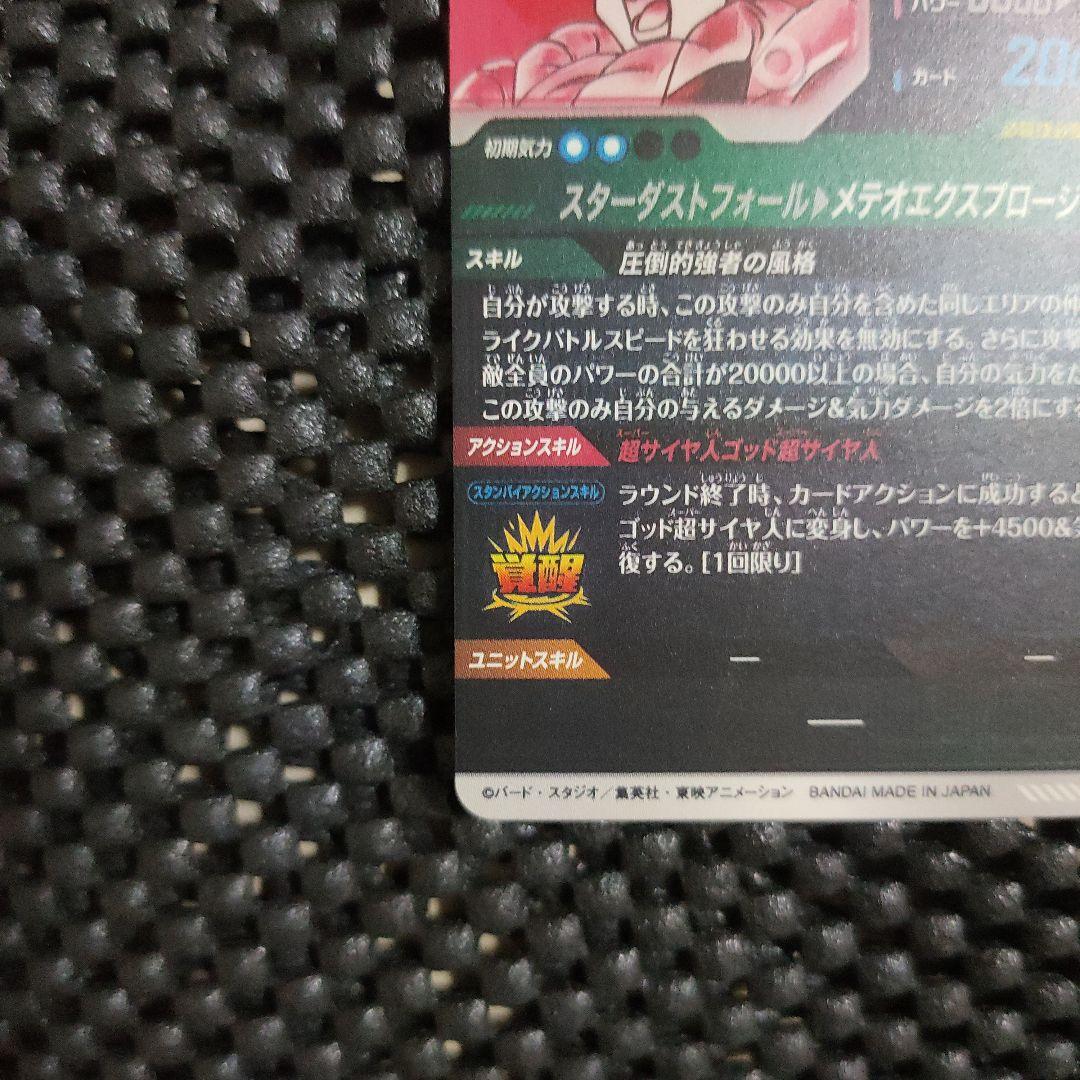 パワー
カード 20
初期気力
スターダストフォール▶メテオエクスプロージ
スキル 圧倒的強者の風格
自分が攻撃する時、この攻撃のみ自分を含めた同じエリアの仲
ライクバトルスピードを狂わせる効果を無効にする。さらに攻撃
敵全員のパワーの合計が20000以上の場合、自分の気力をた
この攻撃のみ自分の与えるダメージ&気力ダメージを2倍にする
アクションスキル 超サイヤ人ゴッド超サイヤ人
スタンバイアクションスキル ラウンド終了時、カードアクションに成功すると
ゴッド超サイヤ人に変身し、パワーを+4500&気
覚醒
復する。[1回限り]
ユニットスキル ー ー
ー
©バード・スタジオ/集英社・東映アニメーション BANDAI MADE IN JAPAN